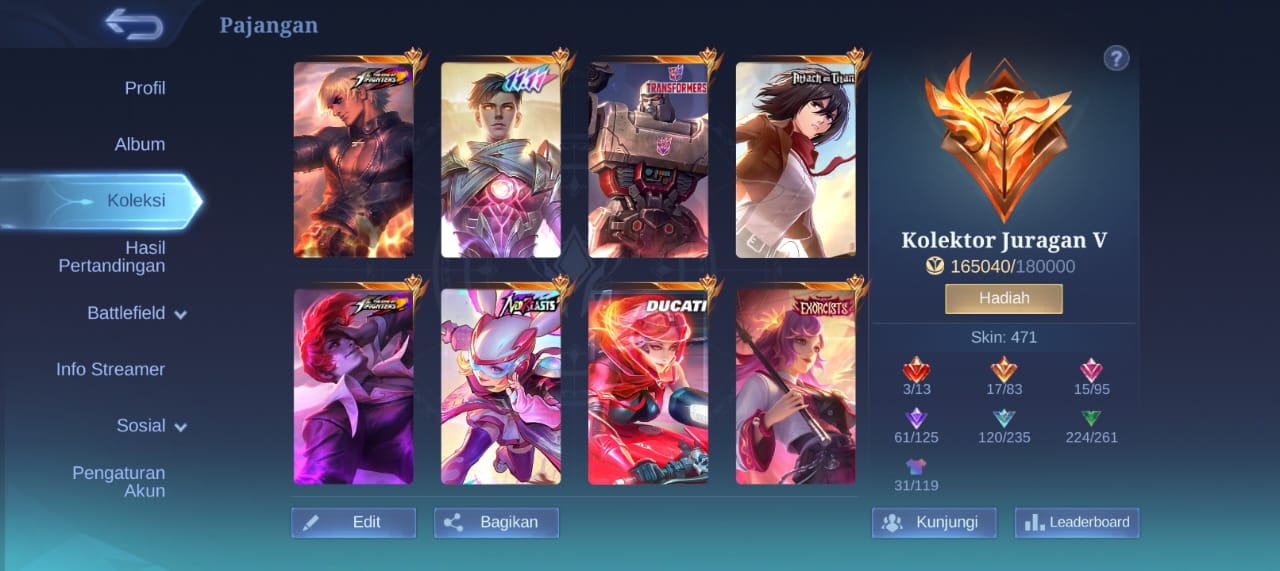 Pajangan
Profil
Album
Koleksi
Hasil
Pertandingan
Battlefield
Info Streamer
Sosial
Pengaturan
Akun
THE KING OF
FIGHTERS
TRANSFORMERS
Attack on Titan
THE KING OF
FIGHTERS
NEOBEASTS
DUCATI
EXORCISTS
Edit
Bagikan
?
Kolektor Juragan V
165040/180000
Hadiah
Skin: 471
3/13
17/83
15/95
61/125
120/235
224/261
31/119
Kunjungi
Leaderboard